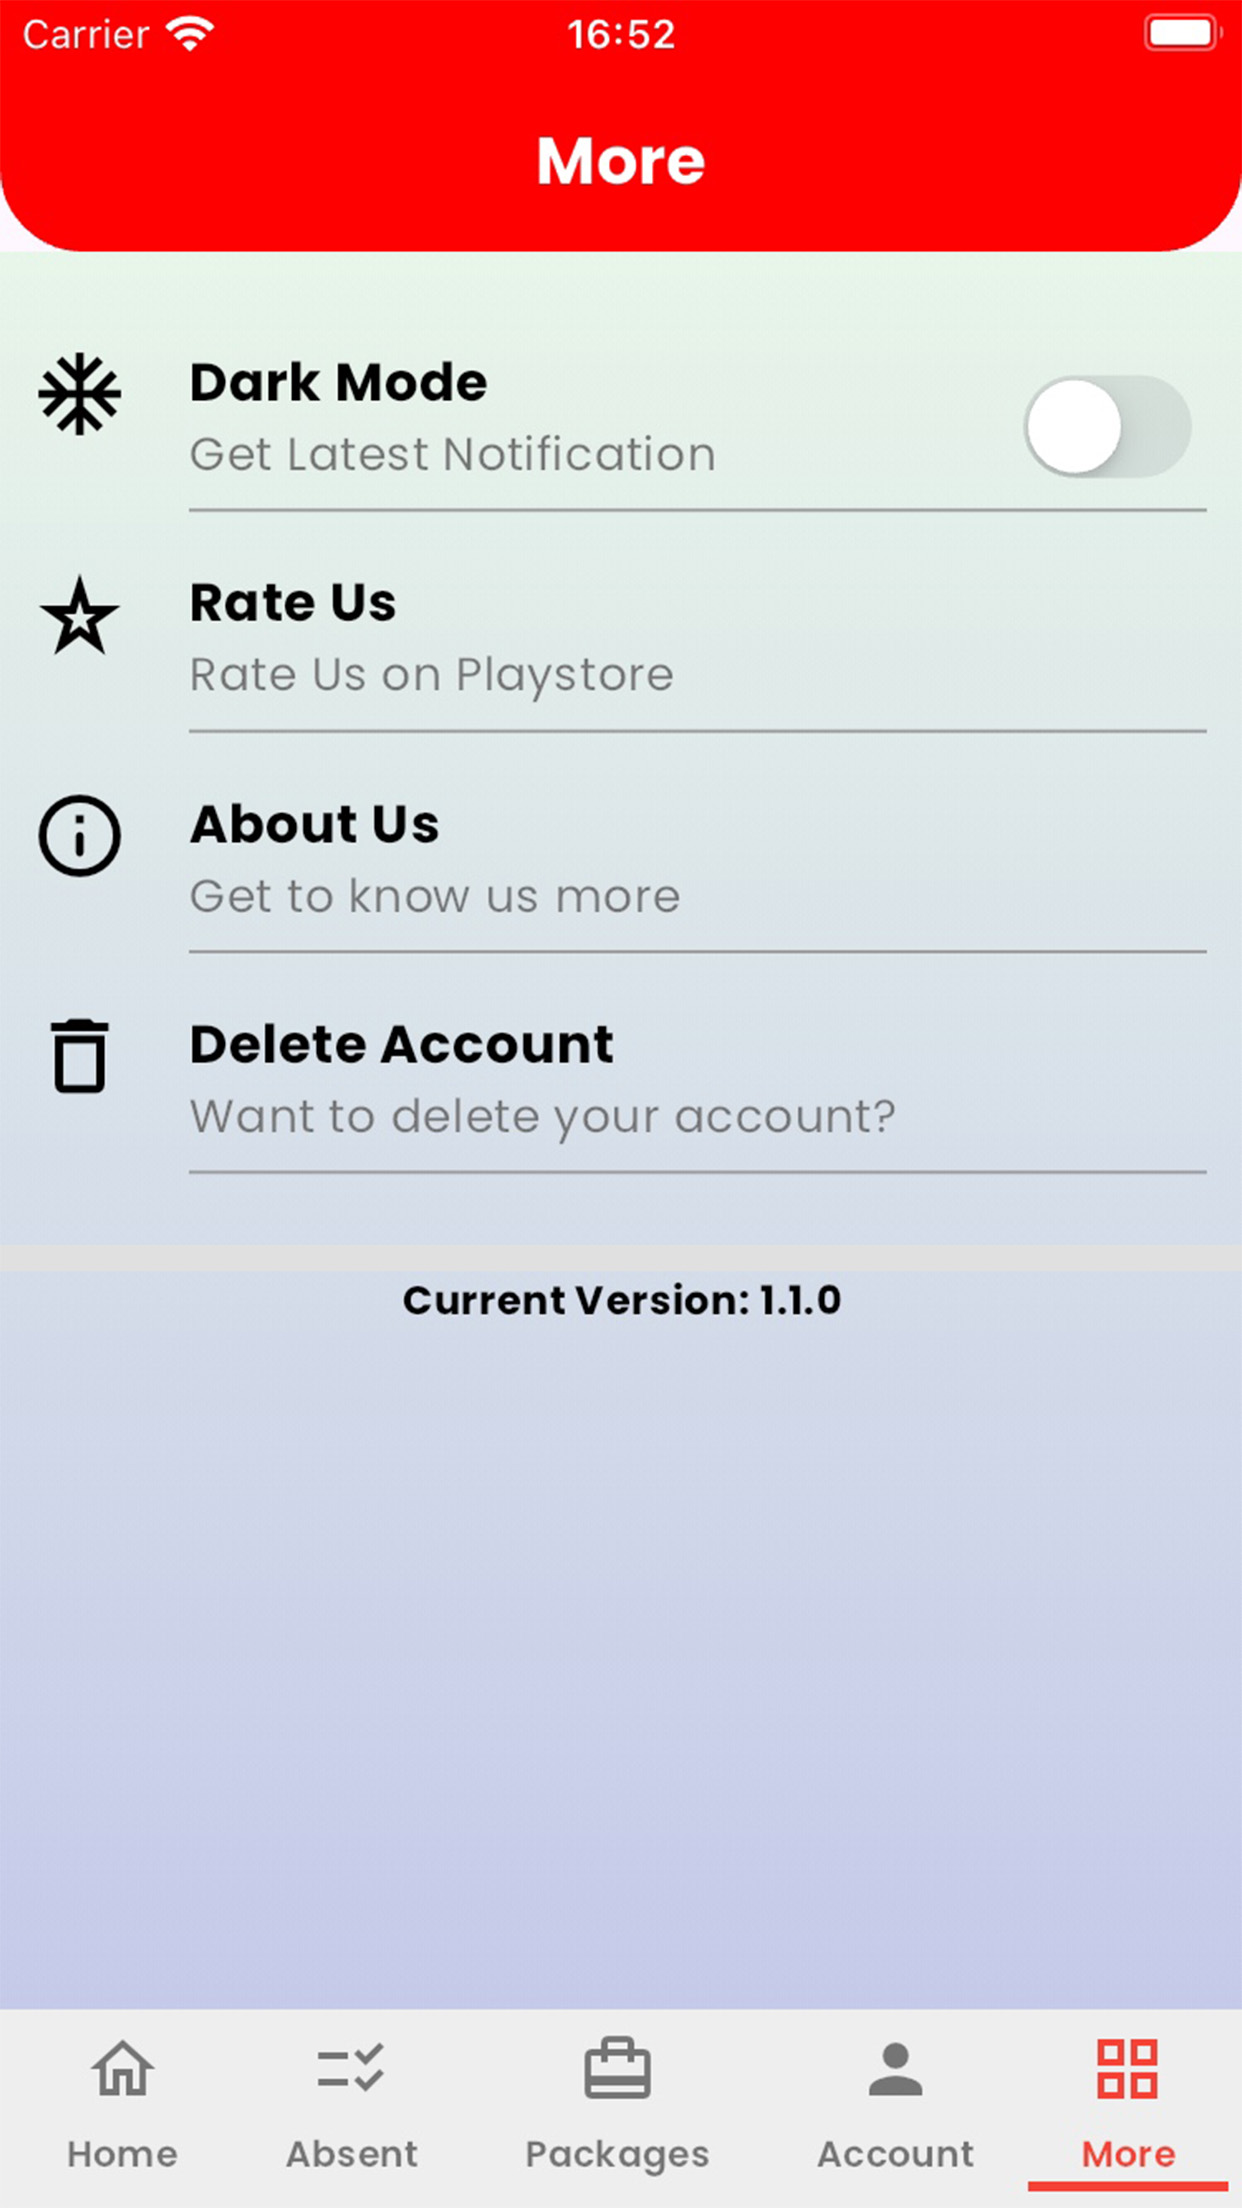 Carrier 16:52
More
Dark Mode
Get Latest Notification
Rate Us
Rate Us on Playstore
About Us
Get to know us more
Delete Account
Want to delete your account?
Current Version: 1.1.0
Home Absent Packages Account More